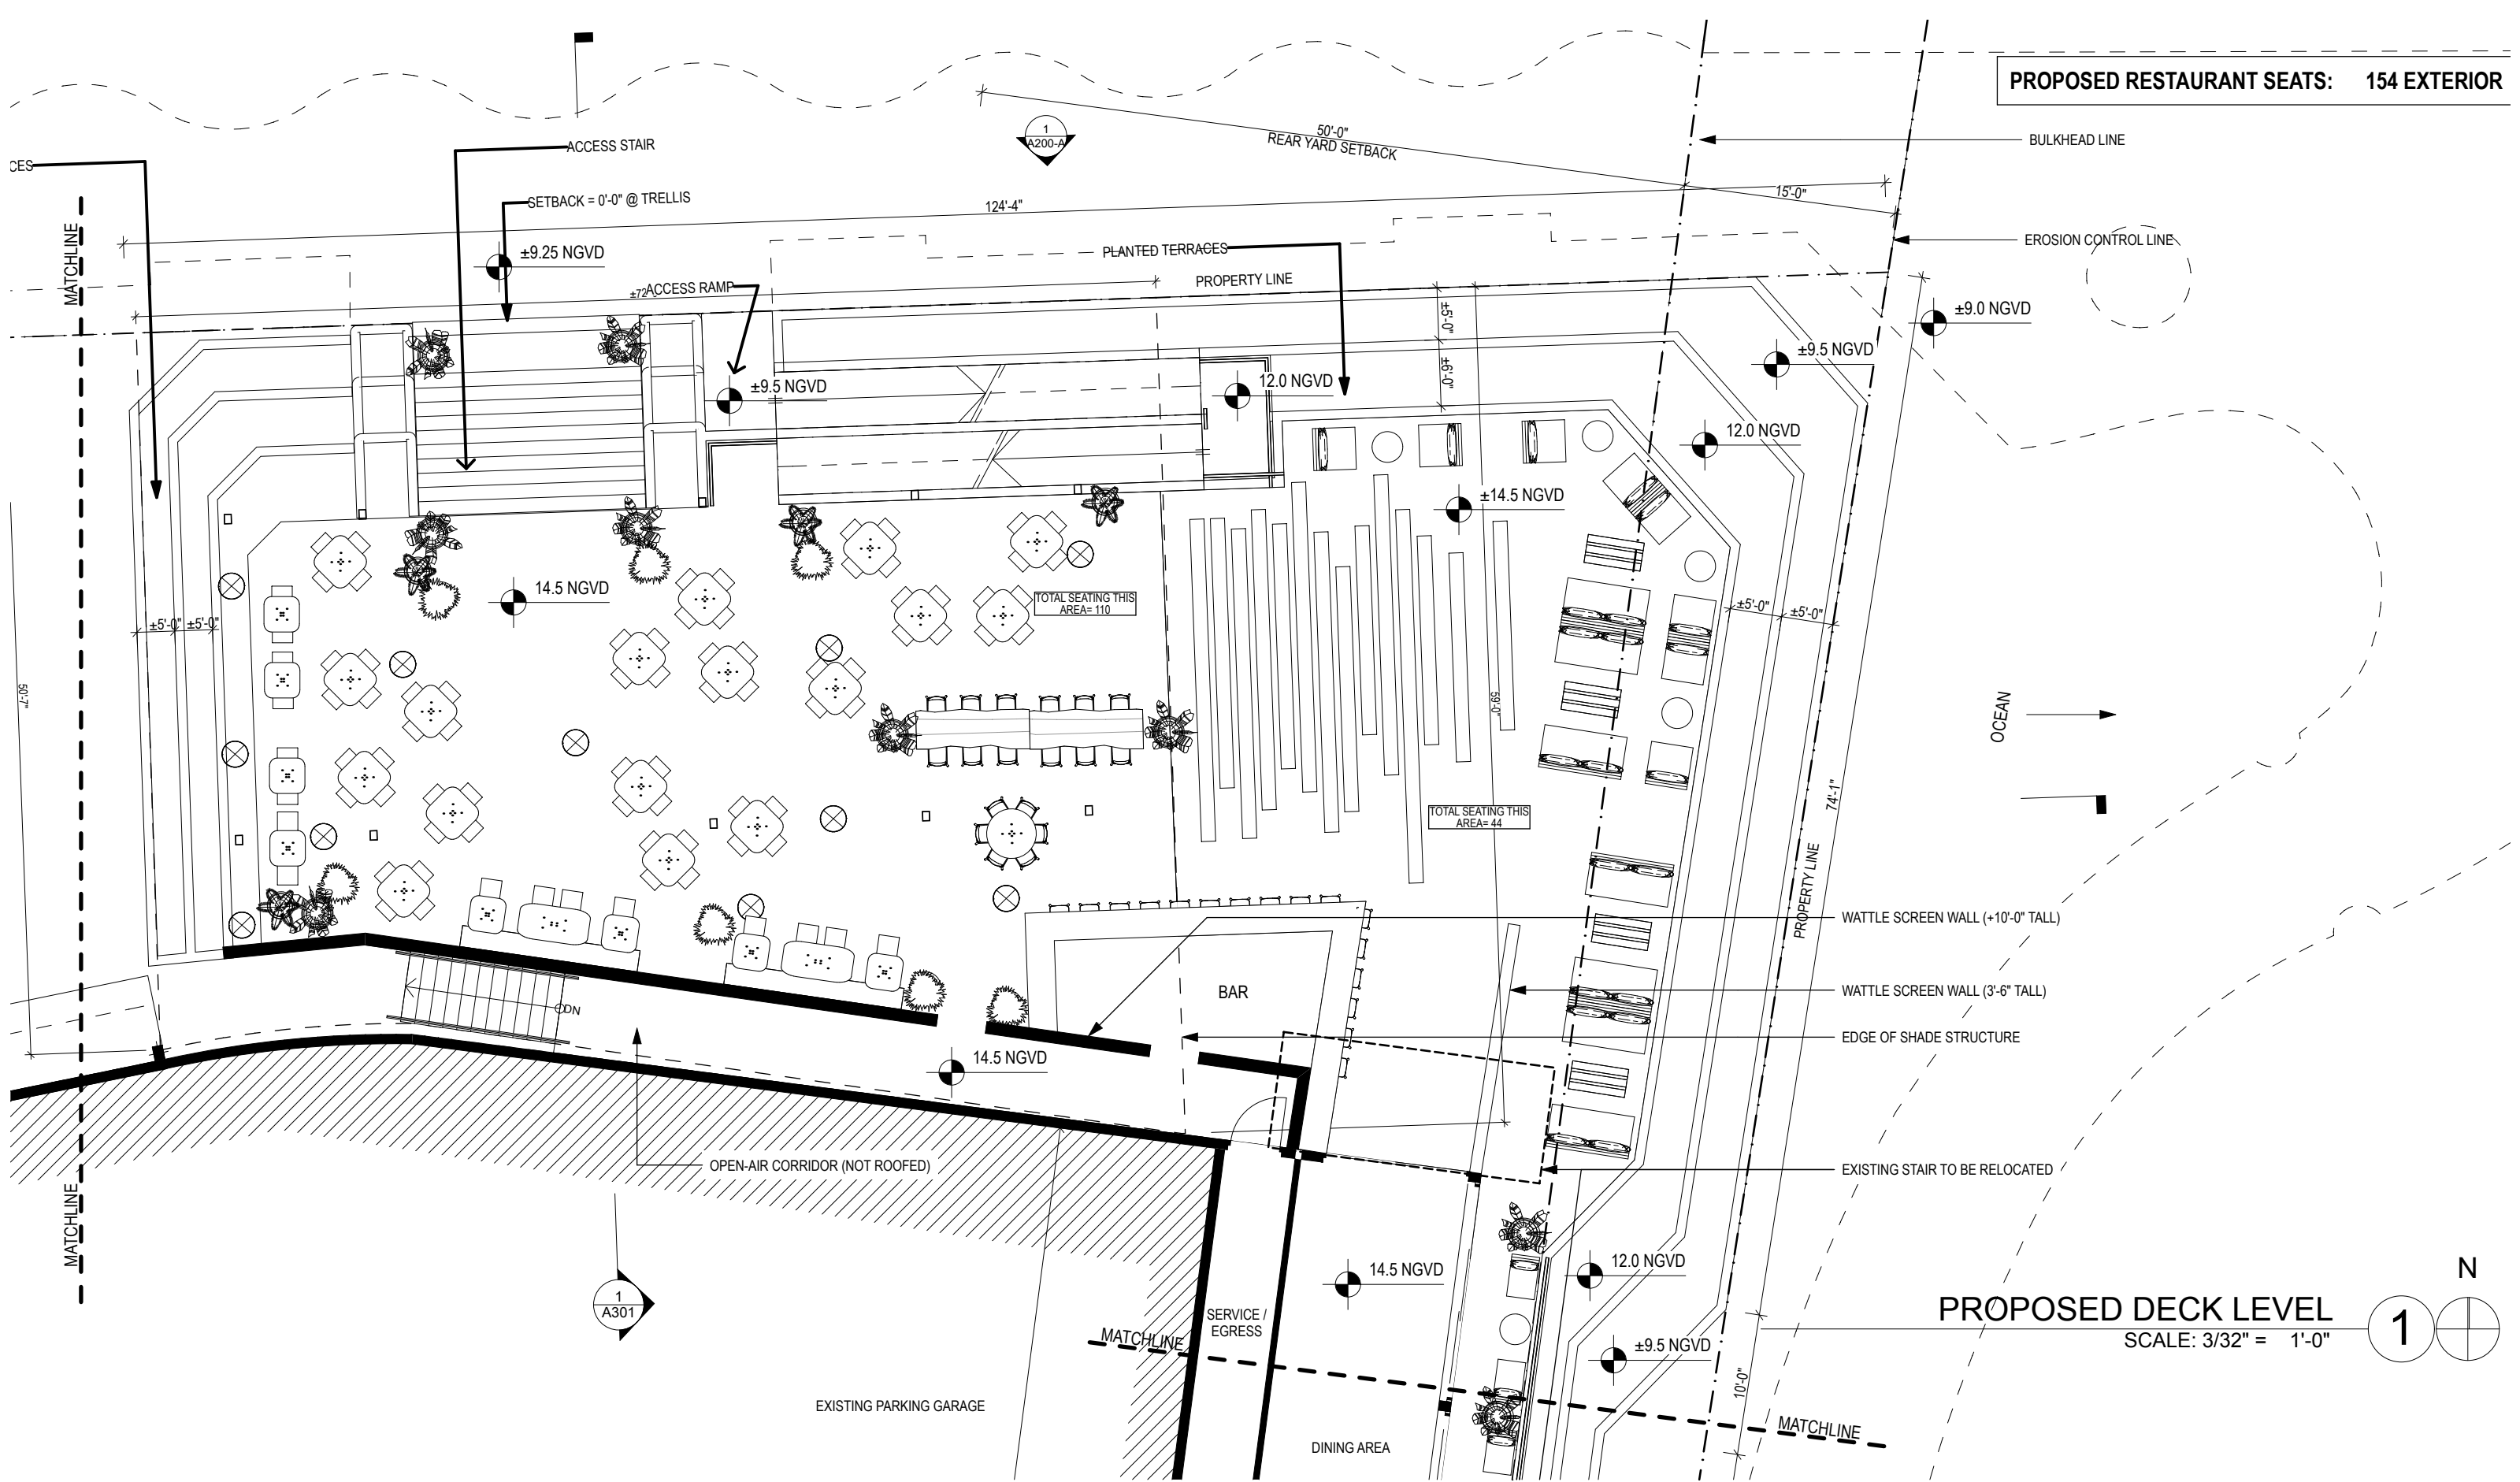 PROPOSED RESTAURANT SEATS: 154 EXTERIOR
BULKHEAD LINE
1
A200-A
50'-0"
REAR YARD SETBACK
ACCESS STAIR
CES
SETBACK = 0'-0" @ TRELLIS
15'-0"
124'-4"
MATCHLINE
EROSION CONTROL LINE
±9.25 NGVD
PLANTED TERRACES
PROPERTY LINE
ACCESS RAMP
±72
±5'-0"
±9.0 NGVD
±9.5 NGVD
±6'-0"
±9.5 NGVD
12.0 NGVD
12.0 NGVD
±14.5 NGVD
14.5 NGVD
TOTAL SEATING THIS
AREA= 110
±5'-0"
±5'-0"
±5'-0"
±5'-0"
50'-7"
59'-0"
OCEAN
74'-1"
TOTAL SEATING THIS
AREA= 44
PROPERTY LINE
WATTLE SCREEN WALL (+10'-0" TALL)
BAR
WATTLE SCREEN WALL (3'-6" TALL)
DN
EDGE OF SHADE STRUCTURE
14.5 NGVD
OPEN-AIR CORRIDOR (NOT ROOFED)
EXISTING STAIR TO BE RELOCATED
MATCHLINE
14.5 NGVD
12.0 NGVD
N
1
A301
SERVICE /
EGRESS
PROPOSED DECK LEVEL
1
SCALE: 3/32" = 1'-0"
MATCHLINE
±9.5 NGVD
10'-0"
EXISTING PARKING GARAGE
MATCHLINE
DINING AREA